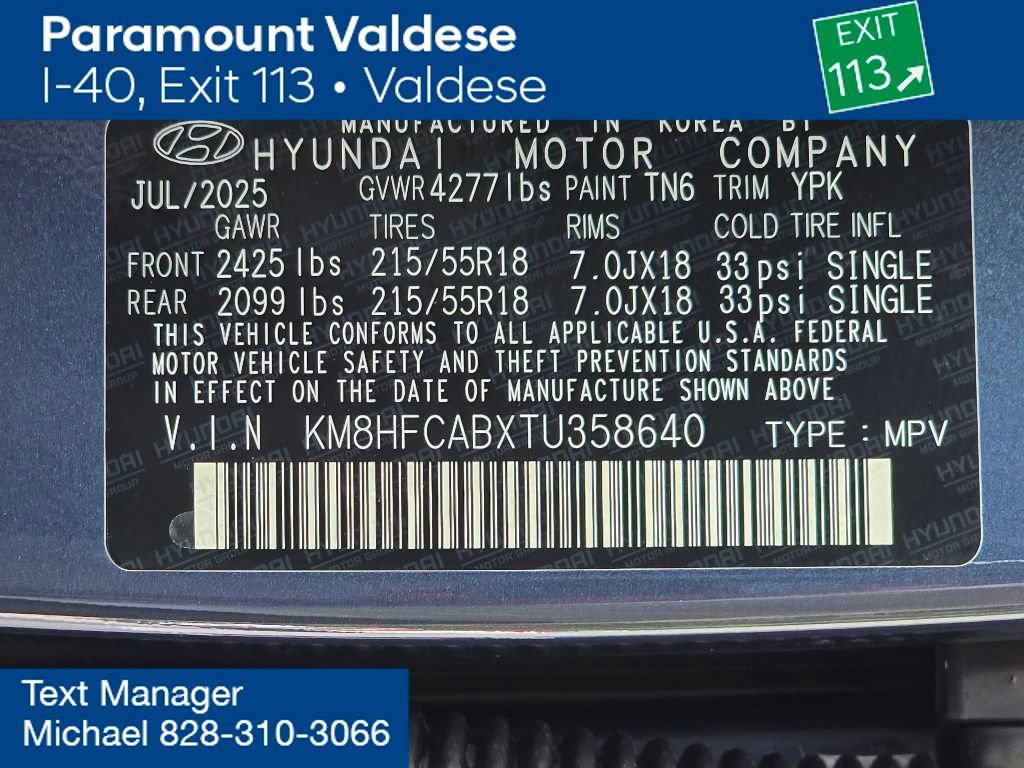 Paramount Valdese
I-40, Exit 113 • Valdese
EXIT
113
MANUFACTURED IN KOREA BY
HYUNDAI MOTOR COMPANY
JUL/2025 GVWR 4277lbs PAINT TN6 TRIM YPK
GAWR TIRES RIMS COLD TIRE INFL
FRONT 2425 lbs 215/55R18 7.0JX18 33psi SINGLE
REAR 2099 lbs 215/55R18 7.0JX18 33psi SINGLE
THIS VEHICLE CONFORMS TO ALL APPLICABLE U.S.A. FEDERAL
MOTOR VEHICLE SAFETY AND THEFT PREVENTION STANDARDS
IN EFFECT ON THE DATE OF MANUFACTURE SHOWN ABOVE
V.I.N KM8HFCABXTU358640 TYPE : MPV
Text Manager
Michael 828-310-3066